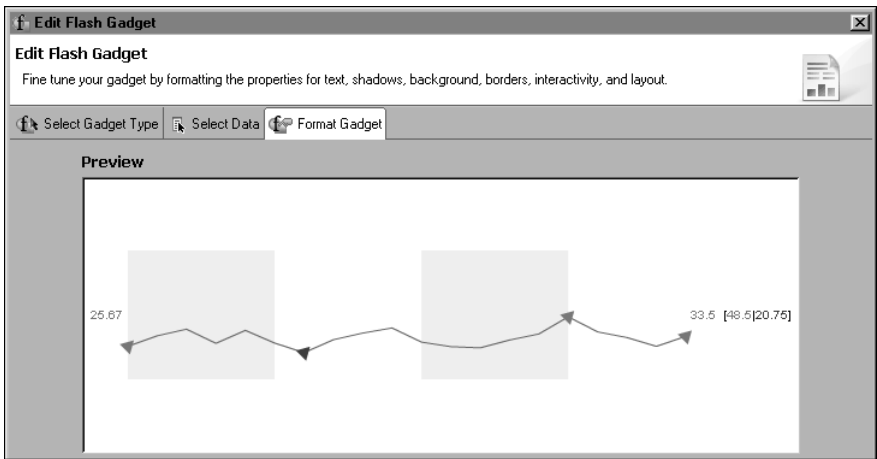 Edit Flash Gadget
Edit Flash Gadget
Fine tune your gadget by formatting the properties for text, shadows, background, borders, interactivity, and layout.
Select Gadget Type Select Data Format Gadget
Preview
25.67 33.5 [48.5|20.75]